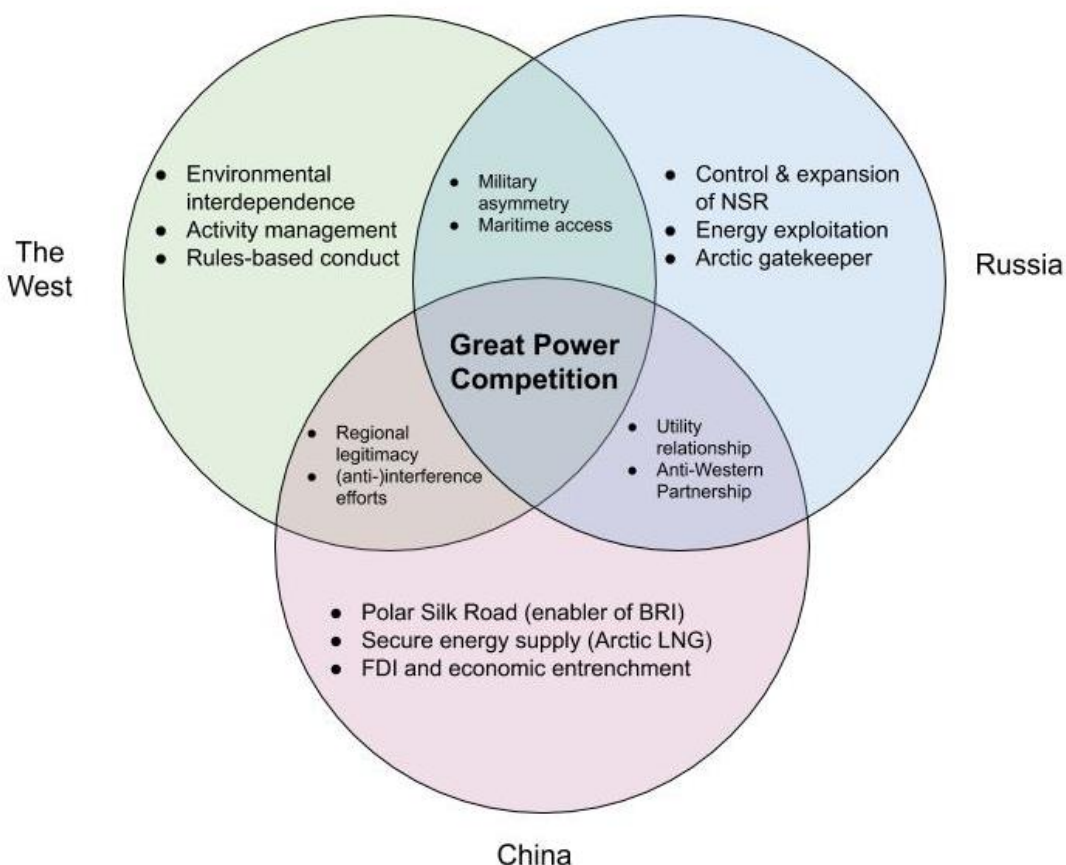 The
West
● Environmental
interdependence
● Activity management
● Rules-based conduct
● Military
asymmetry
● Maritime access
● Control & expansion
of NSR
● Energy exploitation
● Arctic gatekeeper
Russia
Great Power
Competition
● Regional
legitimacy
● (anti-)interference
efforts
● Utility
relationship
● Anti-Western
Partnership
● Polar Silk Road (enabler of BRI)
● Secure energy supply (Arctic LNG)
● FDI and economic entrenchment
China